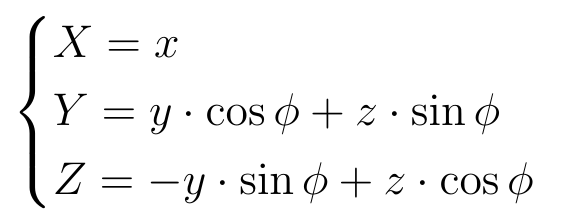 X = x
Y = y · cos ϕ + z · sin ϕ
Z = −y · sin ϕ + z · cos ϕ